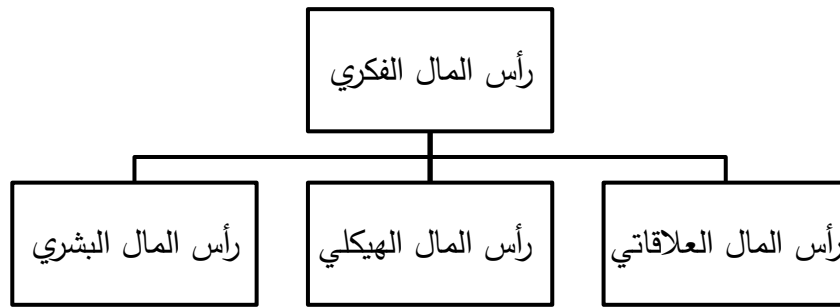 رأس المال الفكري
رأس المال العلاقاتي
رأس المال الهيكلي
رأس المال البشري